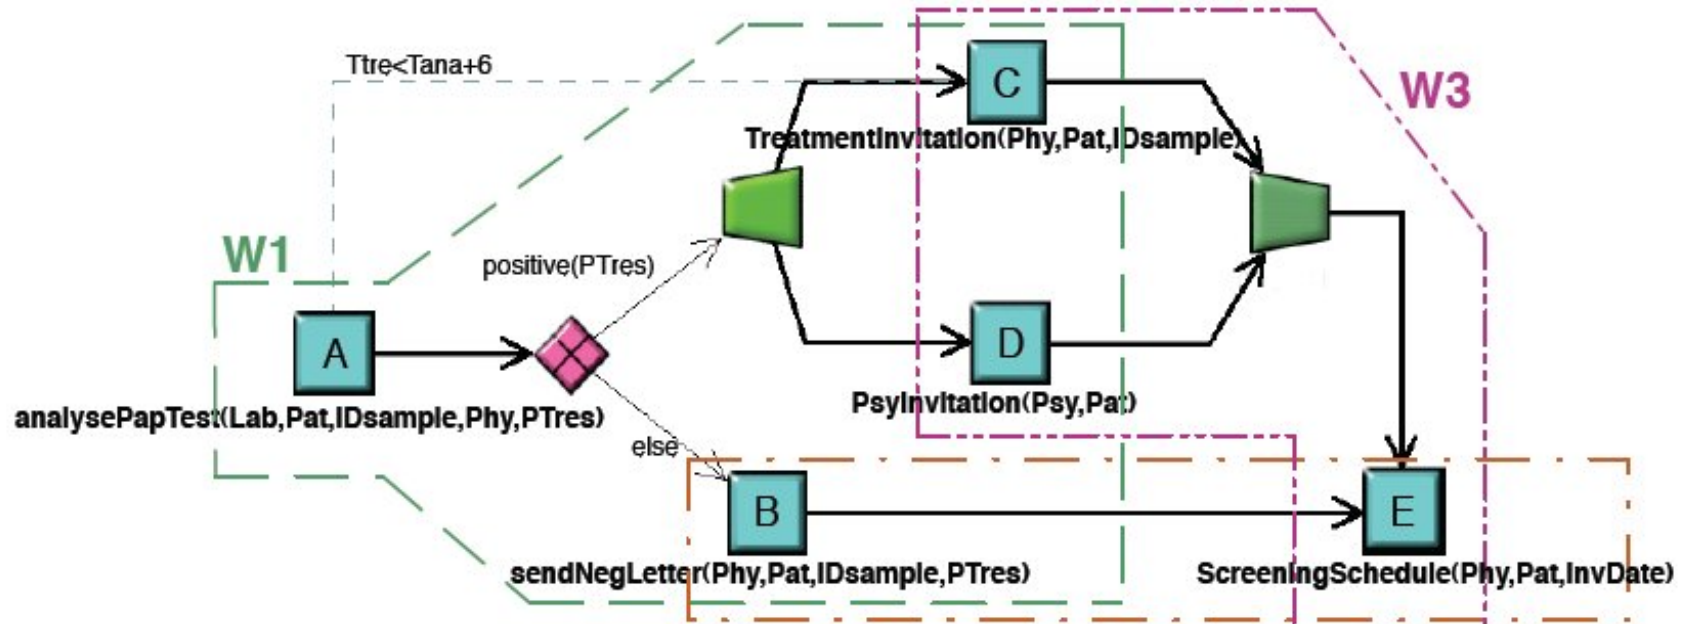 Ttre<Tana+6
C
W3
TreatmentInvitation(Phy,Pat,IDsample)
W1
positive(PTres)
A
D
analysePapTest(Lab,Pat,IDsample,Phy,PTres)
PsyInvitation(Psy,Pat)
else
B
E
sendNegLetter(Phy,Pat,IDsample,PTres)
ScreeningSchedule(Phy,Pat,InvDate)